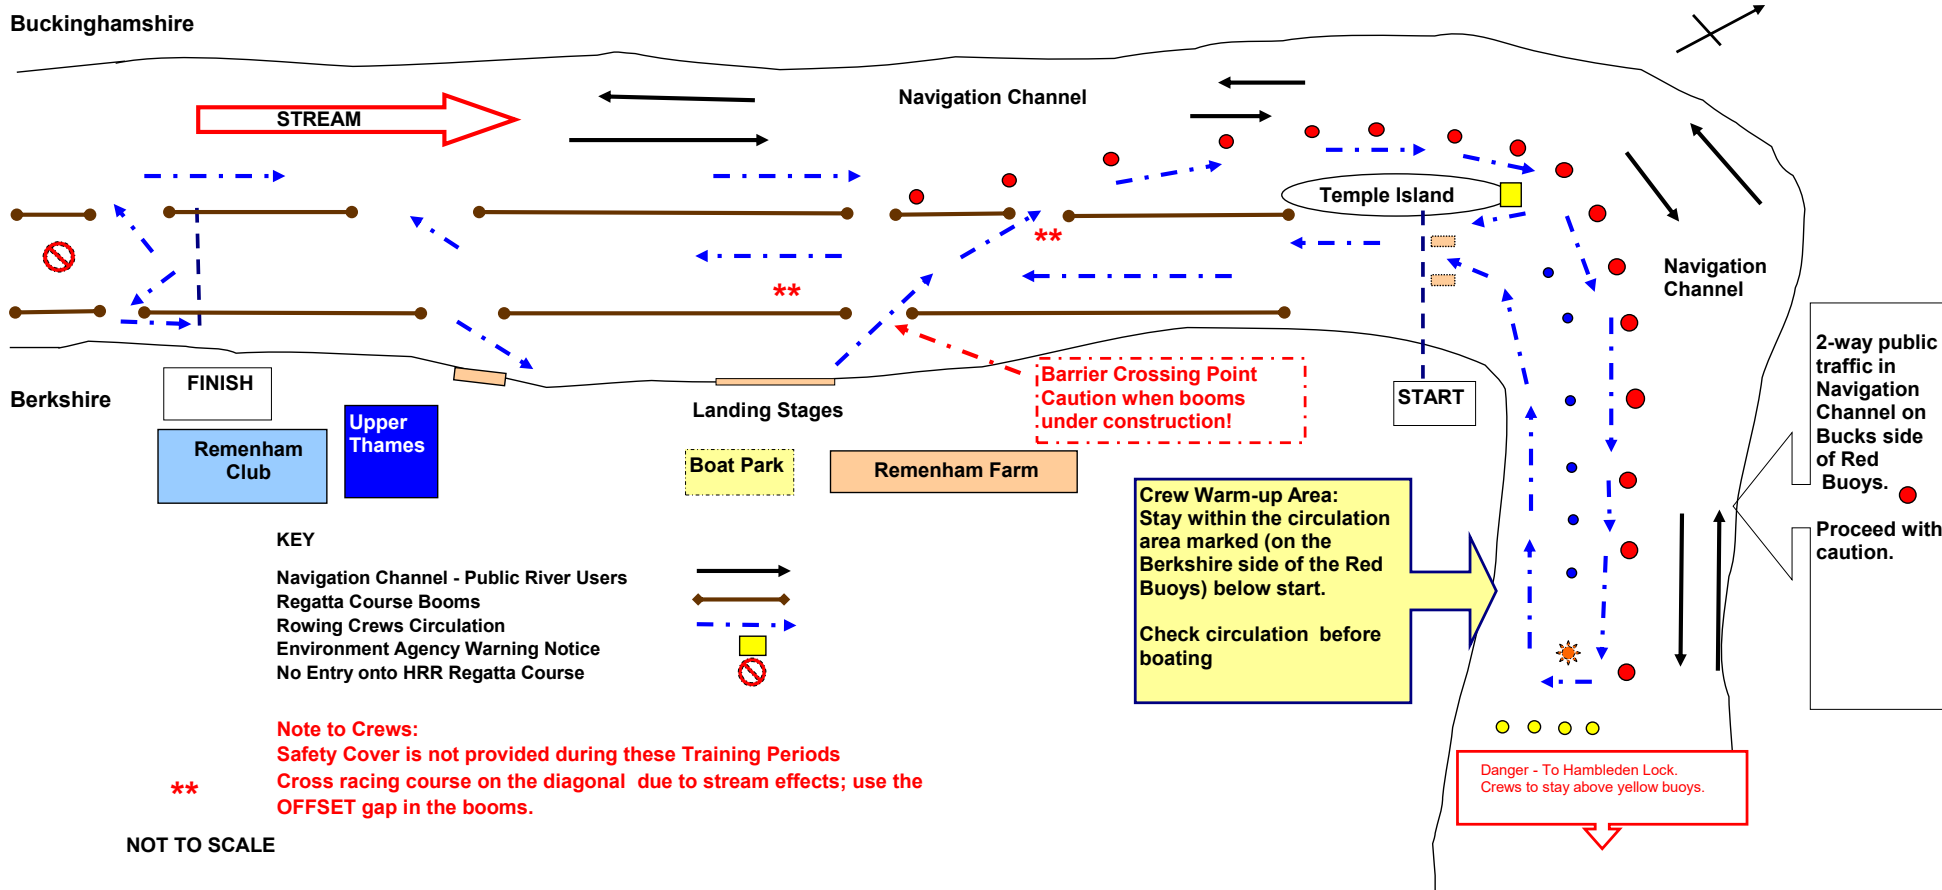 Buckinghamshire
STREAM
Navigation Channel
Temple Island
Navigation
Channel
Berkshire
FINISH
Remenham
Club
Upper
Thames
Landing Stages
Boat Park
Remenham Farm
Barrier Crossing Point
Caution when booms
under construction!
START
**
**
2-way public
traffic in
Navigation
Channel on
Bucks side
of Red
Buoys.
Proceed with
caution.
Crew Warm-up Area:
Stay within the circulation
area marked (on the
Berkshire side of the Red
Buoys) below start.
Check circulation  before
boating
KEY
Navigation Channel - Public River Users
Regatta Course Booms
Rowing Crews Circulation
Environment Agency Warning Notice
No Entry onto HRR Regatta Course
Note to Crews:
Safety Cover is not provided during these Training Periods
** Cross racing course on the diagonal  due to stream effects; use the
OFFSET gap in the booms.
Danger - To Hambleden Lock.
Crews to stay above yellow buoys.
NOT TO SCALE